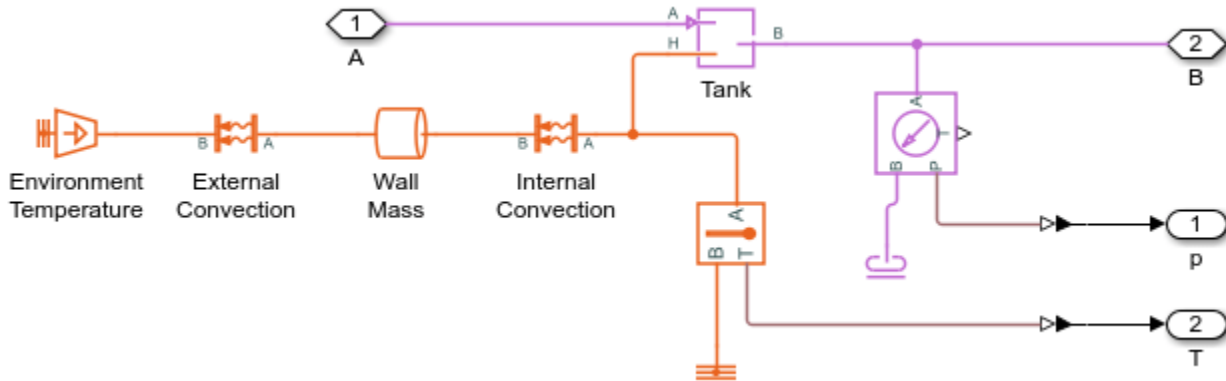 1
A
A
H
B
Tank
2
B
A
T
B
P
B
A
B
A
Environment
Temperature
External
Convection
Wall
Mass
Internal
Convection
A
B
T
1
p
2
T